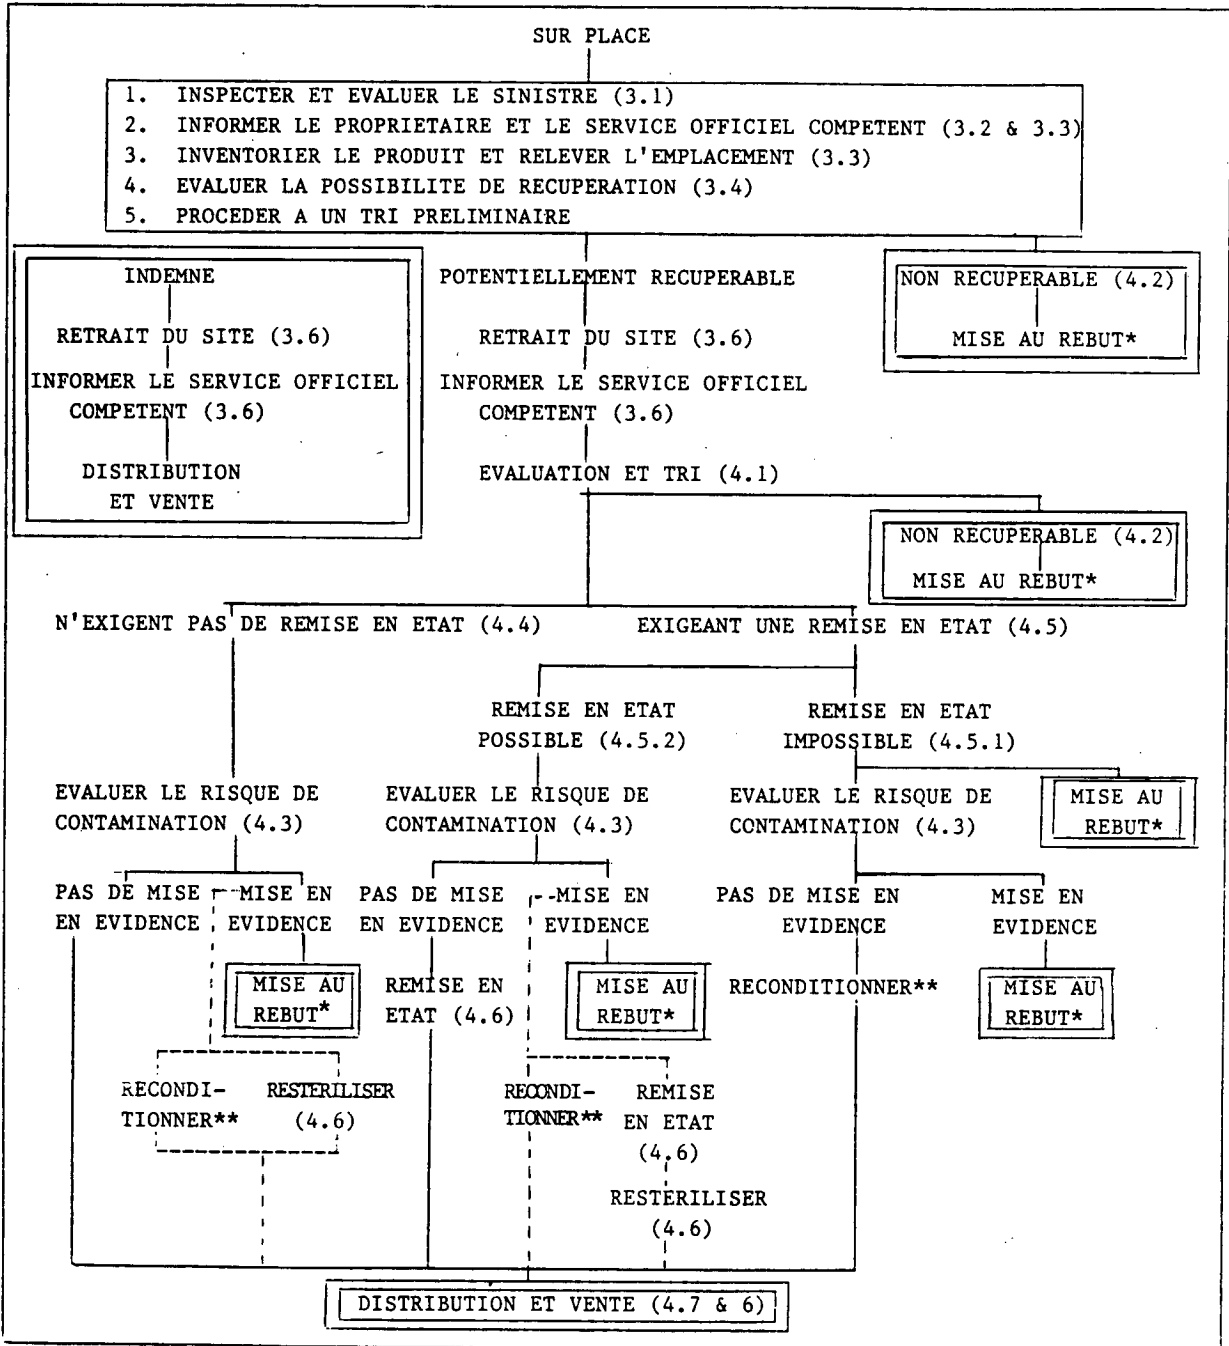 SUR PLACE
1. INSPECTER ET EVALUER LE SINISTRE (3.1)
2. INFORMER LE PROPRIETAIRE ET LE SERVICE OFFICIEL COMPETENT (3.2 & 3.3)
3. INVENTORIER LE PRODUIT ET RELEVER L'EMPLACEMENT (3.3)
4. EVALUER LA POSSIBILITE DE RECUPERATION (3.4)
5. PROCEDER A UN TRI PRELIMINAIRE
INDEMNE
RETRAIT DU SITE (3.6)
INFORMER LE SERVICE OFFICIEL
COMPETENT (3.6)
DISTRIBUTION
ET VENTE
POTENTIELLEMENT RECUPERABLE
RETRAIT DU SITE (3.6)
INFORMER LE SERVICE OFFICIEL
COMPETENT (3.6)
EVALUATION ET TRI (4.1)
NON RECUPERABLE (4.2)
MISE AU REBUT*
NON RECUPERABLE (4.2)
MISE AU REBUT*
N'EXIGENT PAS DE REMISE EN ETAT (4.4)
EXIGEANT UNE REMISE EN ETAT (4.5)
REMISE EN ETAT
POSSIBLE (4.5.2)
REMISE EN ETAT
IMPOSSIBLE (4.5.1)
EVALUER LE RISQUE DE
CONTAMINATION (4.3)
EVALUER LE RISQUE DE
CONTAMINATION (4.3)
EVALUER LE RISQUE DE
CONTAMINATION (4.3)
MISE AU
REBUT*
PAS DE MISE
EN EVIDENCE
MISE EN
EVIDENCE
PAS DE MISE
EN EVIDENCE
MISE EN
EVIDENCE
PAS DE MISE EN
EVIDENCE
MISE EN
EVIDENCE
MISE AU
REBUT*
REMISE EN
ETAT (4.6)
MISE AU
REBUT*
RECONDITIONNER**
MISE AU
REBUT*
RECONDI-
TIONNER**
RESTERILISER
(4.6)
RECONDI-
TIONNER**
REMISE
EN ETAT
(4.6)
RESTERILISER
(4.6)
DISTRIBUTION ET VENTE (4.7 & 6)